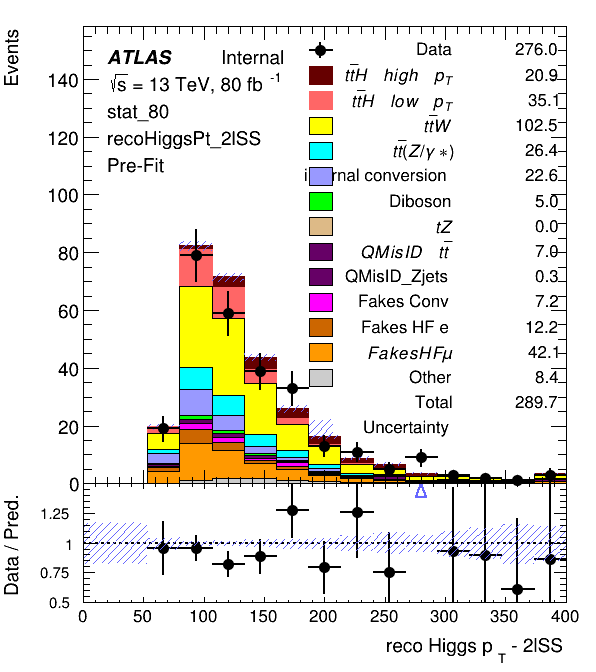 Events
ATLAS Internal
√s = 13 TeV, 80 fb⁻¹
stat_80
recoHiggsPt_2lSS
Pre-Fit
Data 276.0
tt̄H high p_T 20.9
tt̄H low p_T 35.1
tt̄W 102.5
tt̄(Z/γ*) 26.4
internal conversion 22.6
Diboson 5.0
tZ 0.0
QMisID tt̄ 7.0
QMisID_Zjets 0.3
Fakes Conv 7.2
Fakes HF e 12.2
FakesHFμ 42.1
Other 8.4
Total 289.7
Uncertainty
140
120
100
80
60
40
20
0
Data / Pred.
1.25
1
0.75
0.5
0 50 100 150 200 250 300 350 400
reco Higgs p_T - 2lSS